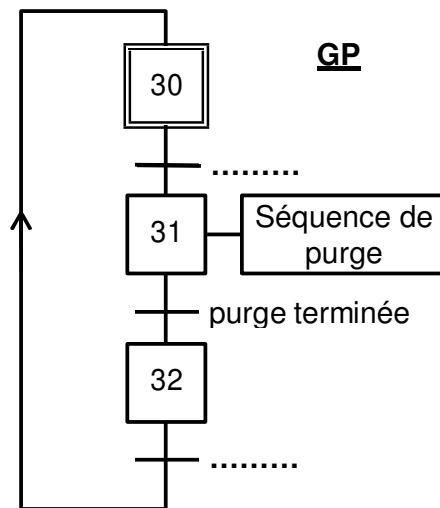 GP
30
.........
31
Séquence de
purge
purge terminée
32
.........